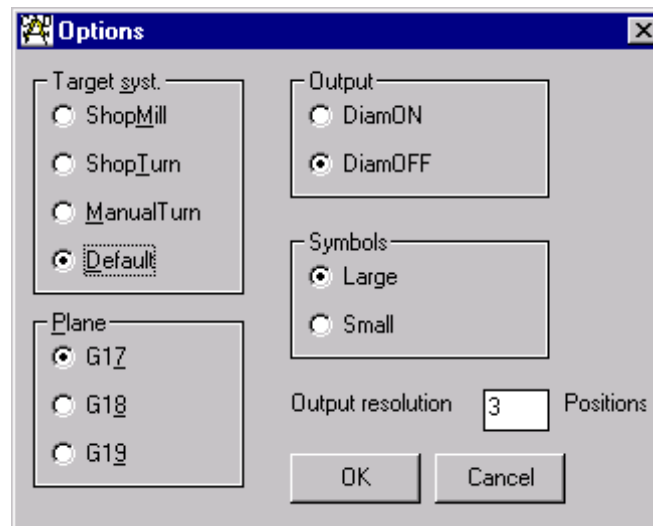 Options
Target syst.
ShopMill
ShopTurn
ManualTurn
Default
Plane
G17
G18
G19
Output
DiamON
DiamOFF
Symbols
Large
Small
Output resolution 3 Positions
OK Cancel